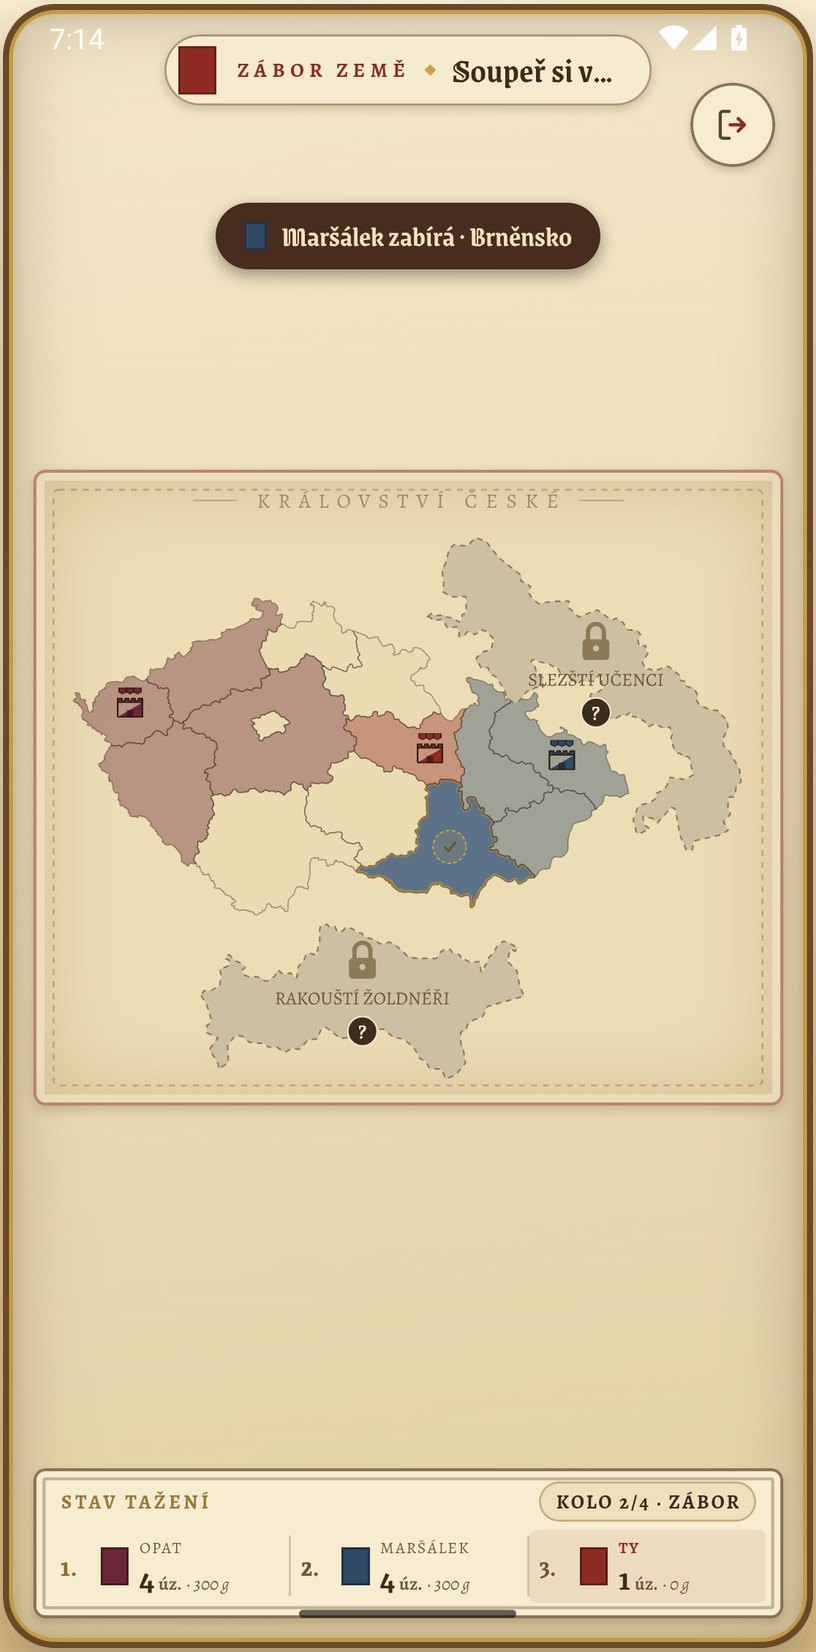 7:14
ZÁBOR ZEMĚ ◆ Soupeř si v...
Maršálek zabírá · Brněnsko
KRÁLOVSTVÍ ČESKÉ
SLEZŠTÍ UČENCI
?
RAKOUŠTÍ ŽOLDNÉŘI
?
STAV TAŽENÍ
KOLO 2/4 · ZÁBOR
1. OPAT
4 úz. · 300 g
2. MARŠÁLEK
4 úz. · 300 g
3. TY
1 úz. · 0 g